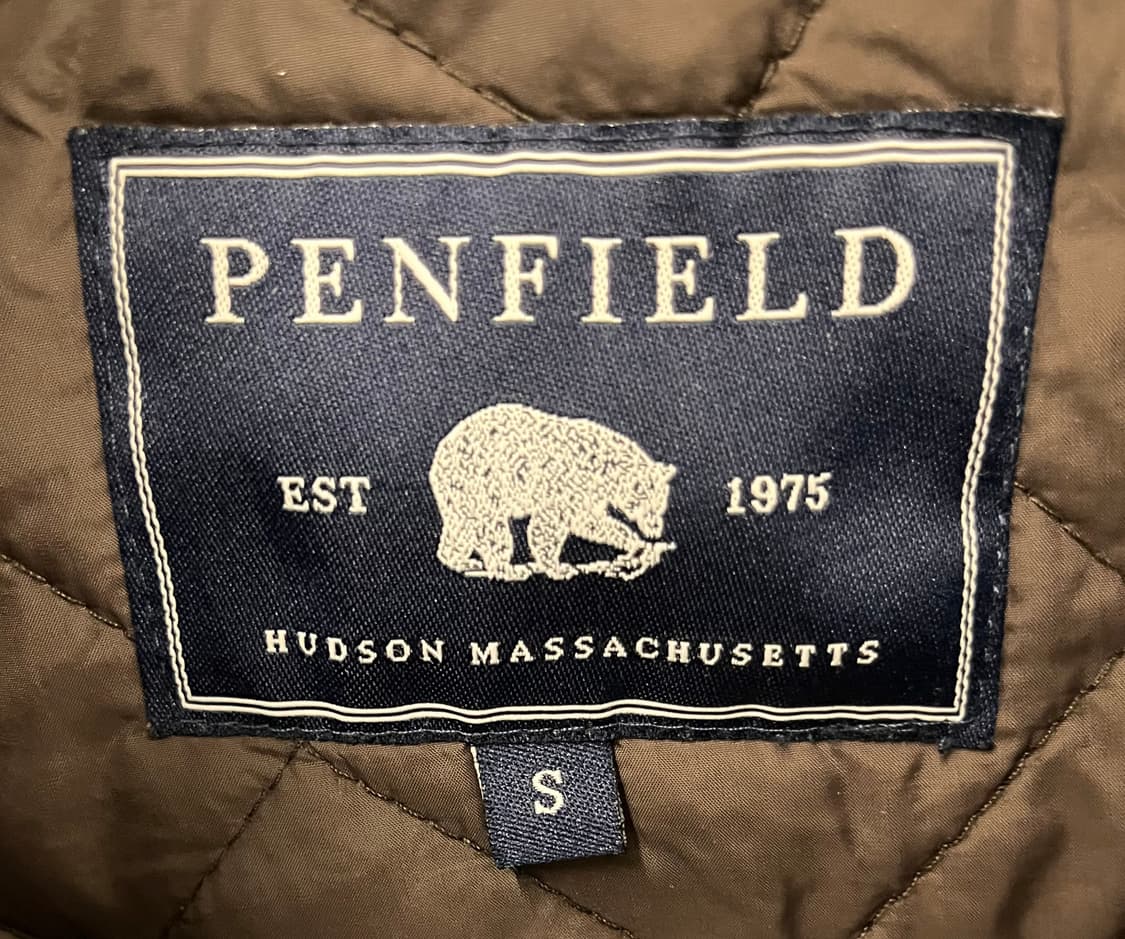 PENFIELD
EST 1975
HUDSON MASSACHUSETTS
S